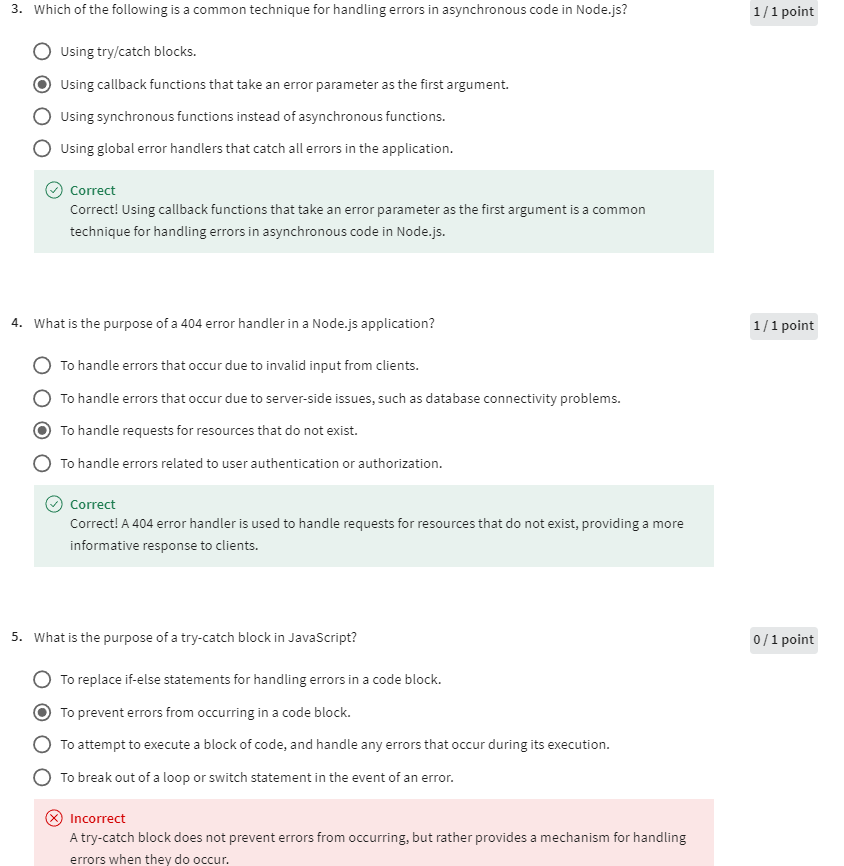 3. Which of the following is a common technique for handling errors in asynchronous code in Node.js?
1 / 1 point
Using try/catch blocks.
Using callback functions that take an error parameter as the first argument.
Using synchronous functions instead of asynchronous functions.
Using global error handlers that catch all errors in the application.
Correct
Correct! Using callback functions that take an error parameter as the first argument is a common
technique for handling errors in asynchronous code in Node.js.
4. What is the purpose of a 404 error handler in a Node.js application?
1 / 1 point
To handle errors that occur due to invalid input from clients.
To handle errors that occur due to server-side issues, such as database connectivity problems.
To handle requests for resources that do not exist.
To handle errors related to user authentication or authorization.
Correct
Correct! A 404 error handler is used to handle requests for resources that do not exist, providing a more
informative response to clients.
5. What is the purpose of a try-catch block in JavaScript?
0 / 1 point
To replace if-else statements for handling errors in a code block.
To prevent errors from occurring in a code block.
To attempt to execute a block of code, and handle any errors that occur during its execution.
To break out of a loop or switch statement in the event of an error.
Incorrect
A try-catch block does not prevent errors from occurring, but rather provides a mechanism for handling
errors when they do occur.